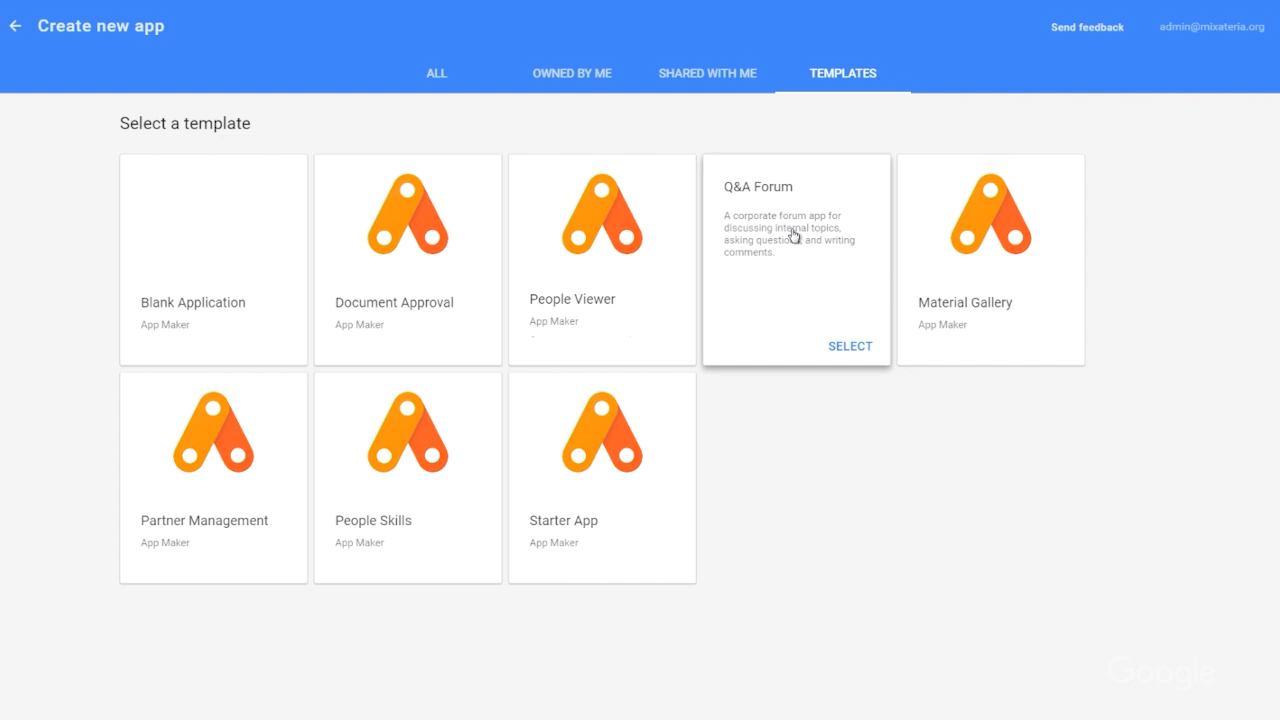 Create new app
Send feedback
admin@mixateria.org
ALL
OWNED BY ME
SHARED WITH ME
TEMPLATES
Select a template
Blank Application
App Maker
Document Approval
App Maker
People Viewer
App Maker
Q&A Forum
A corporate forum app for
discussing internal topics,
asking and writing
comments.
SELECT
Material Gallery
App Maker
Partner Management
App Maker
People Skills
App Maker
Starter App
App Maker
Google